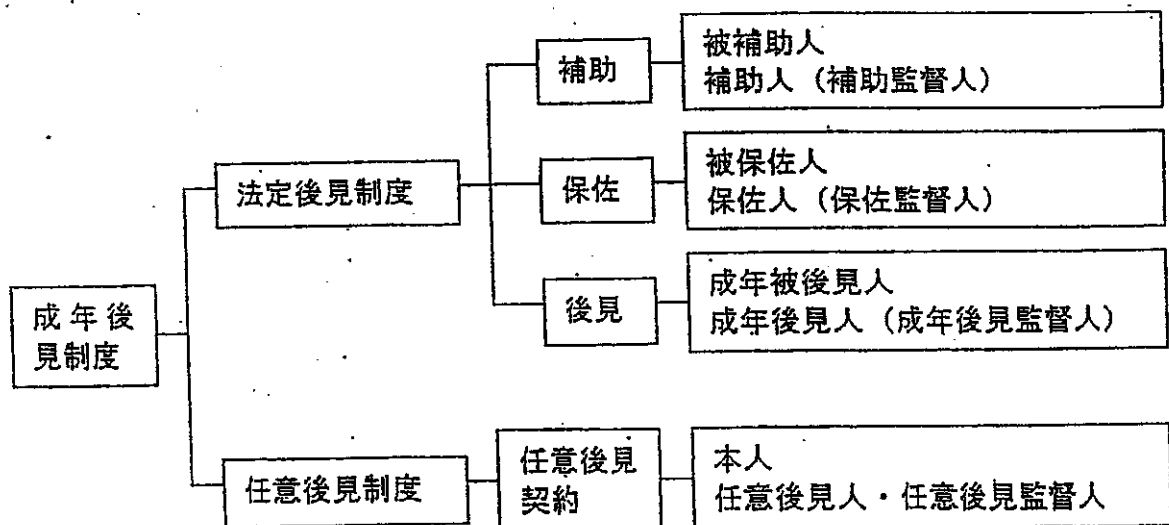 成年後
見制度
法定後見制度
補助
被補助人
補助人（補助監督人）
保佐
被保佐人
保佐人（保佐監督人）
後見
成年被後見人
成年後見人（成年後見監督人）
任意後見制度
任意後見
契約
本人
任意後見人・任意後見監督人